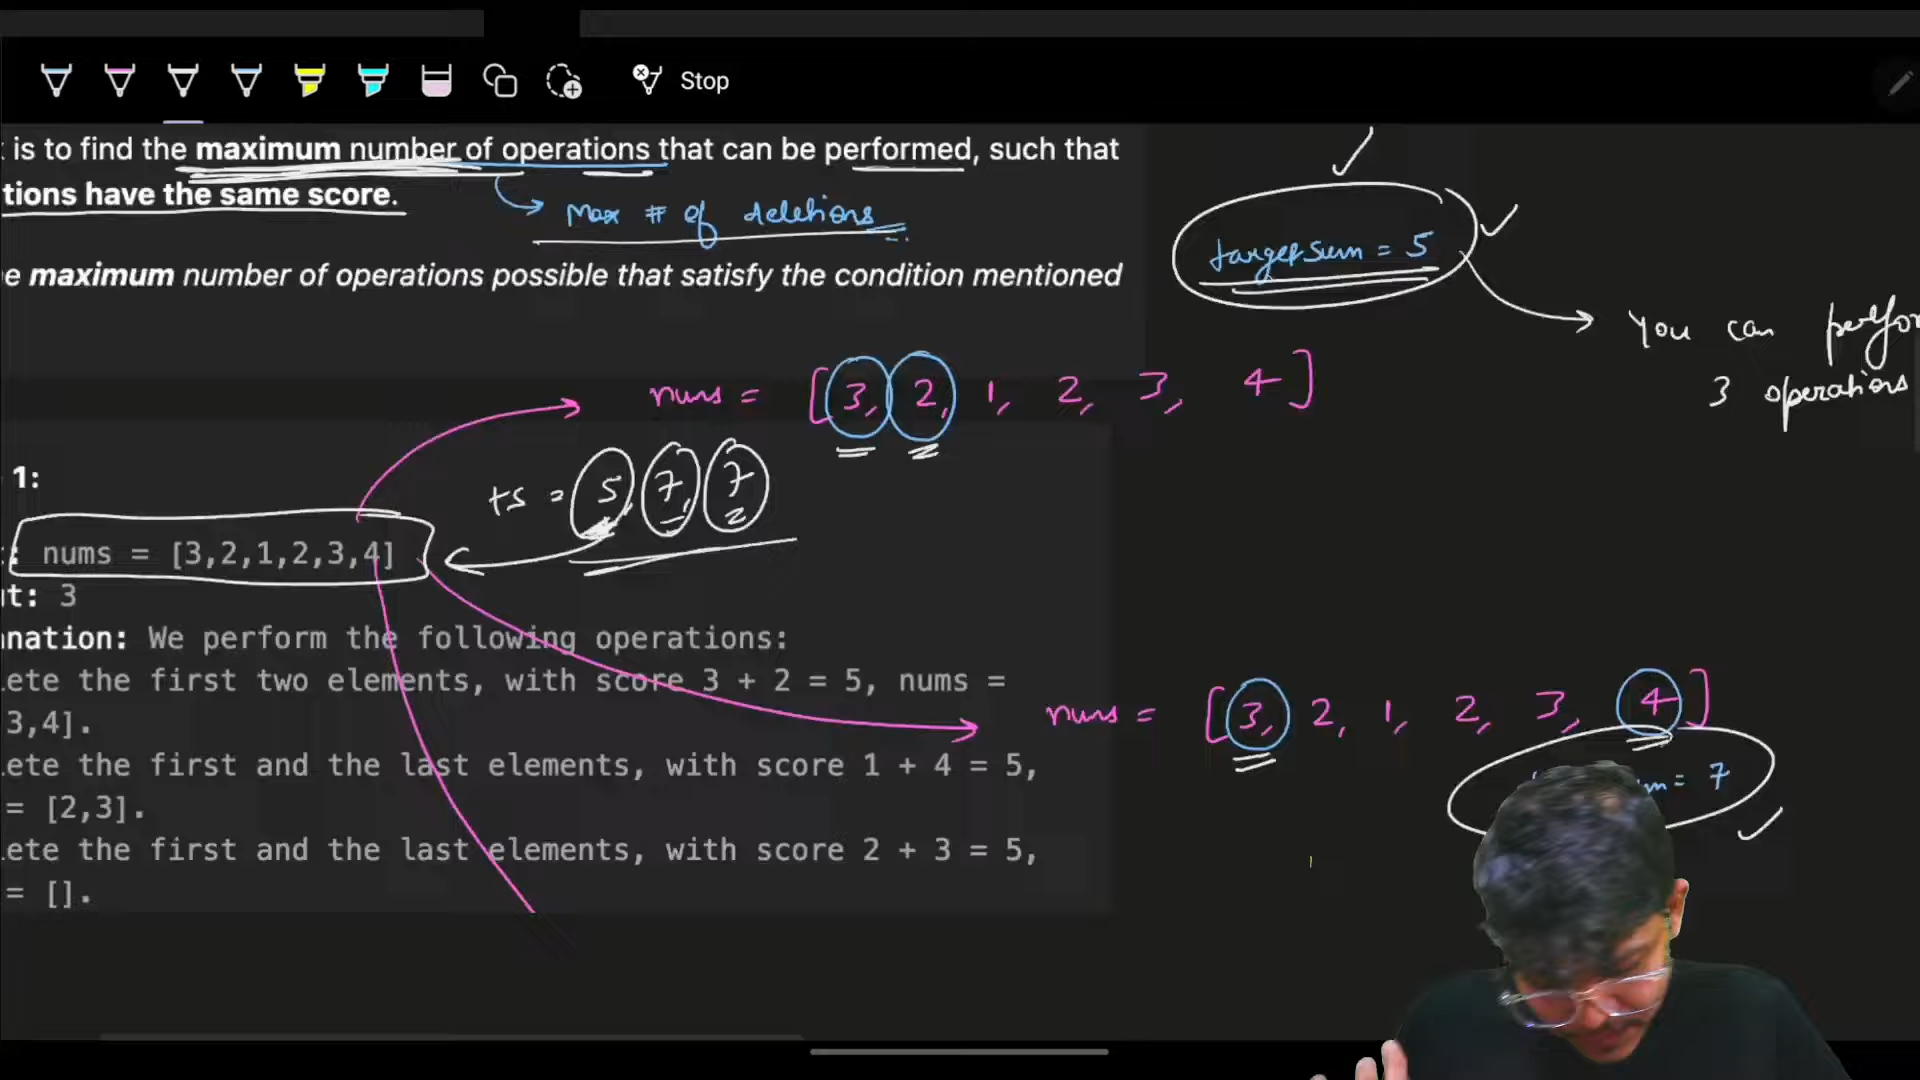 Stop
is to find the maximum number of operations that can be performed, such that
tions have the same score.
Max # of deletions
e maximum number of operations possible that satisfy the condition mentioned
targetsum = 5
You can perfor
3 operations
nums = [3, 2, 1, 2, 3, 4]
1:
ts = 5, 7, 7
nums = [3,2,1,2,3,4]
t: 3
anation: We perform the following operations:
lete the first two elements, with score 3 + 2 = 5, nums =
3,4].
lete the first and the last elements, with score 1 + 4 = 5,
= [2,3].
lete the first and the last elements, with score 2 + 3 = 5,
= [].
nums = [3, 2, 1, 2, 3, 4]
m = 7